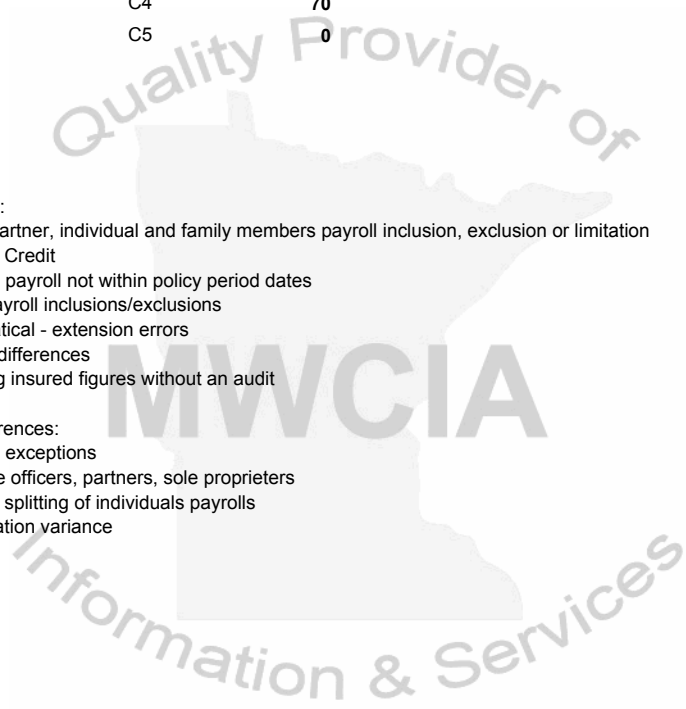 C4 70
C5 0
Quality Provider of
:
artner, individual and family members payroll inclusion, exclusion or limitation
Credit
payroll not within policy period dates
ayroll inclusions/exclusions
tical - extension errors
differences
g insured figures without an audit
MWCIA
rences:
exceptions
e officers, partners, sole proprieters
splitting of individuals payrolls
ation variance
Information & Services